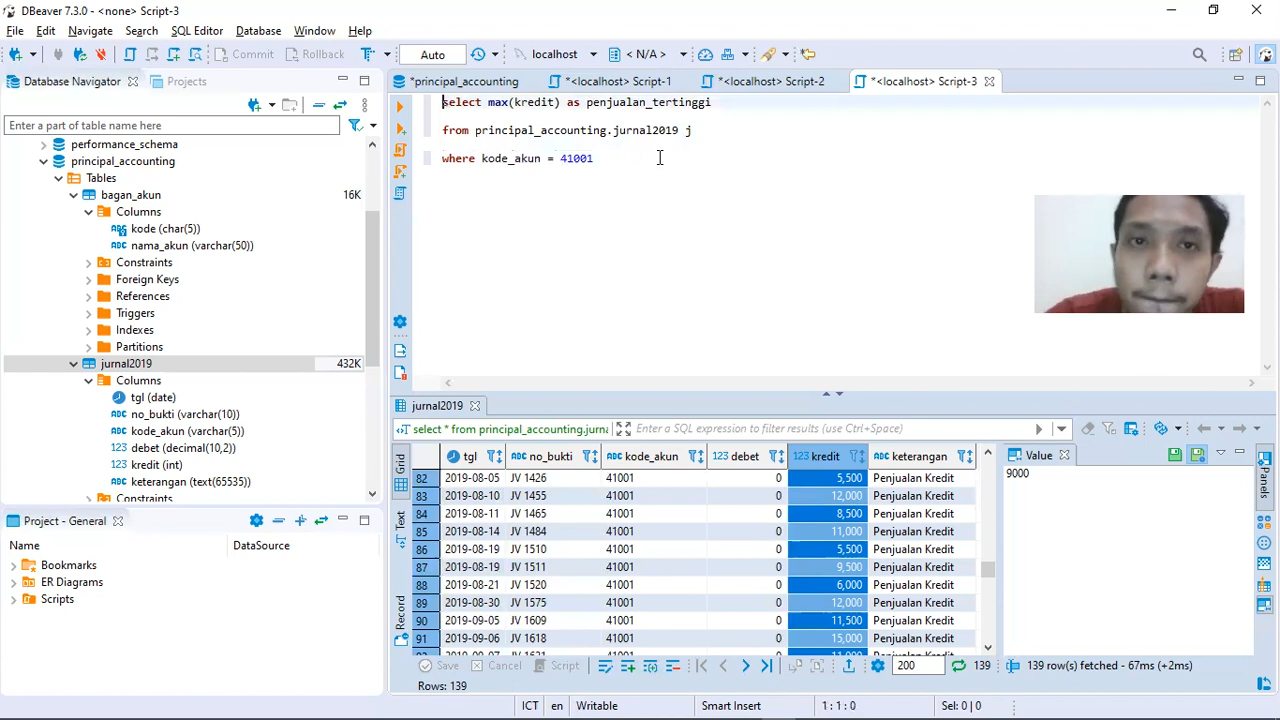 DBeaver 7.3.0 - <none> Script-3
File Edit Navigate Search SQL Editor Database Window Help
Commit Rollback Auto localhost < N/A >
Database Navigator Projects
*principal_accounting *<localhost> Script-1 *<localhost> Script-2 *<localhost> Script-3
Enter a part of table name here
performance_schema
principal_accounting
Tables
bagan_akun 16K
Columns
kode (char(5))
nama_akun (varchar(50))
Constraints
Foreign Keys
References
Triggers
Indexes
Partitions
jurnal2019 432K
Columns
tgl (date)
no_bukti (varchar(10))
kode_akun (varchar(5))
debet (decimal(10,2))
kredit (int)
keterangan (text(65535))
Constraints
Project - General
Name DataSource
Bookmarks
ER Diagrams
Scripts
select max(kredit) as penjualan_tertinggi
from principal_accounting.jurnal2019 j
where kode_akun = 41001
jurnal2019
select * from principal_accounting.jurna Enter a SQL expression to filter results (use Ctrl+Space)
Grid
Text
Record
tgl no_bukti kode_akun debet kredit keterangan
82 2019-08-05 JV 1426 41001 0 5,500 Penjualan Kredit
83 2019-08-10 JV 1455 41001 0 12,000 Penjualan Kredit
84 2019-08-11 JV 1465 41001 0 8,500 Penjualan Kredit
85 2019-08-14 JV 1484 41001 0 11,000 Penjualan Kredit
86 2019-08-19 JV 1510 41001 0 5,500 Penjualan Kredit
87 2019-08-19 JV 1511 41001 0 9,500 Penjualan Kredit
88 2019-08-21 JV 1520 41001 0 6,000 Penjualan Kredit
89 2019-08-30 JV 1575 41001 0 12,000 Penjualan Kredit
90 2019-09-05 JV 1609 41001 0 11,500 Penjualan Kredit
91 2019-09-06 JV 1618 41001 0 15,000 Penjualan Kredit
Value
9000
Panels
Save Cancel Script 200 139 139 row(s) fetched - 67ms (+2ms)
Rows: 139
ICT en Writable Smart Insert 1 : 1 : 0 Sel: 0 | 0